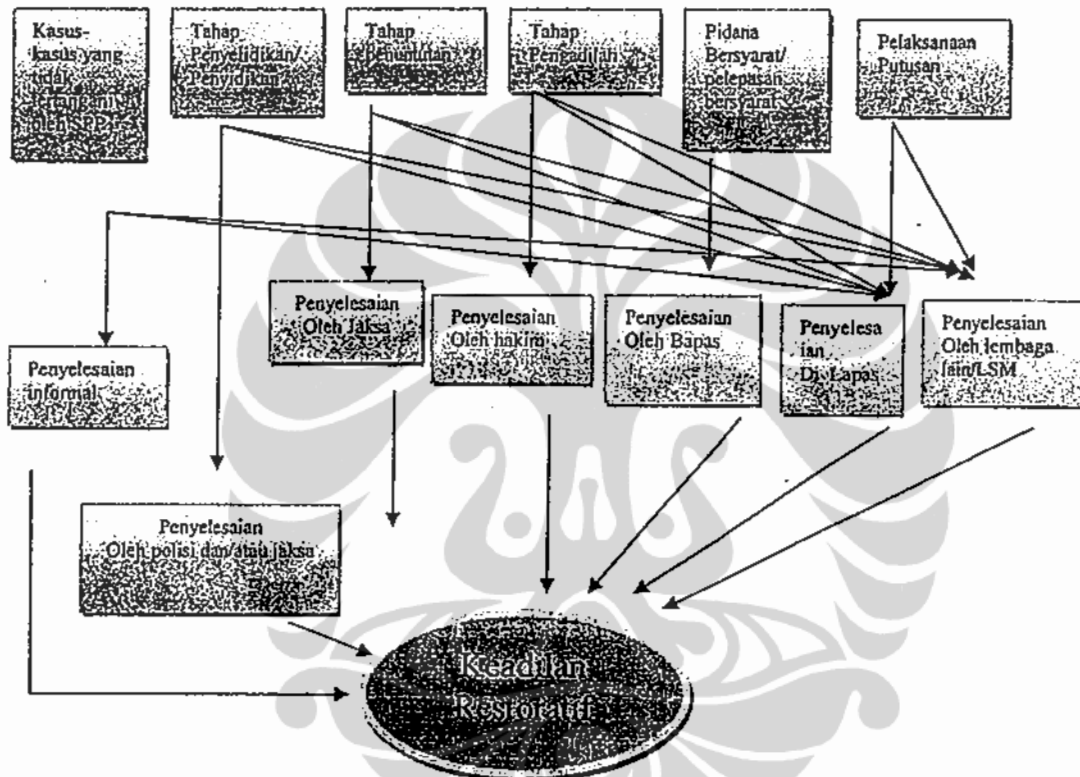 Kasus-
kasus yang
tidak
tertangani
oleh SPP
Tahap
Penyelidikan/
Penyidikan
Tahap
Penuntutan
Tahap
Pengadilan
Pidana
Bersyarat/
pelepasan
bersyarat
Pelaksanaan
Putusan
Penyelesaian
informal
Penyelesaian
Oleh Jaksa
Penyelesaian
Oleh hakim
Penyelesaian
Oleh Bapas
Penyelesa
ian
Di Lapas
Penyelesaian
Oleh lembaga
lain/LSM
Penyelesaian
Oleh polisi dan/atau jaksa
Keadilan
Restoratif